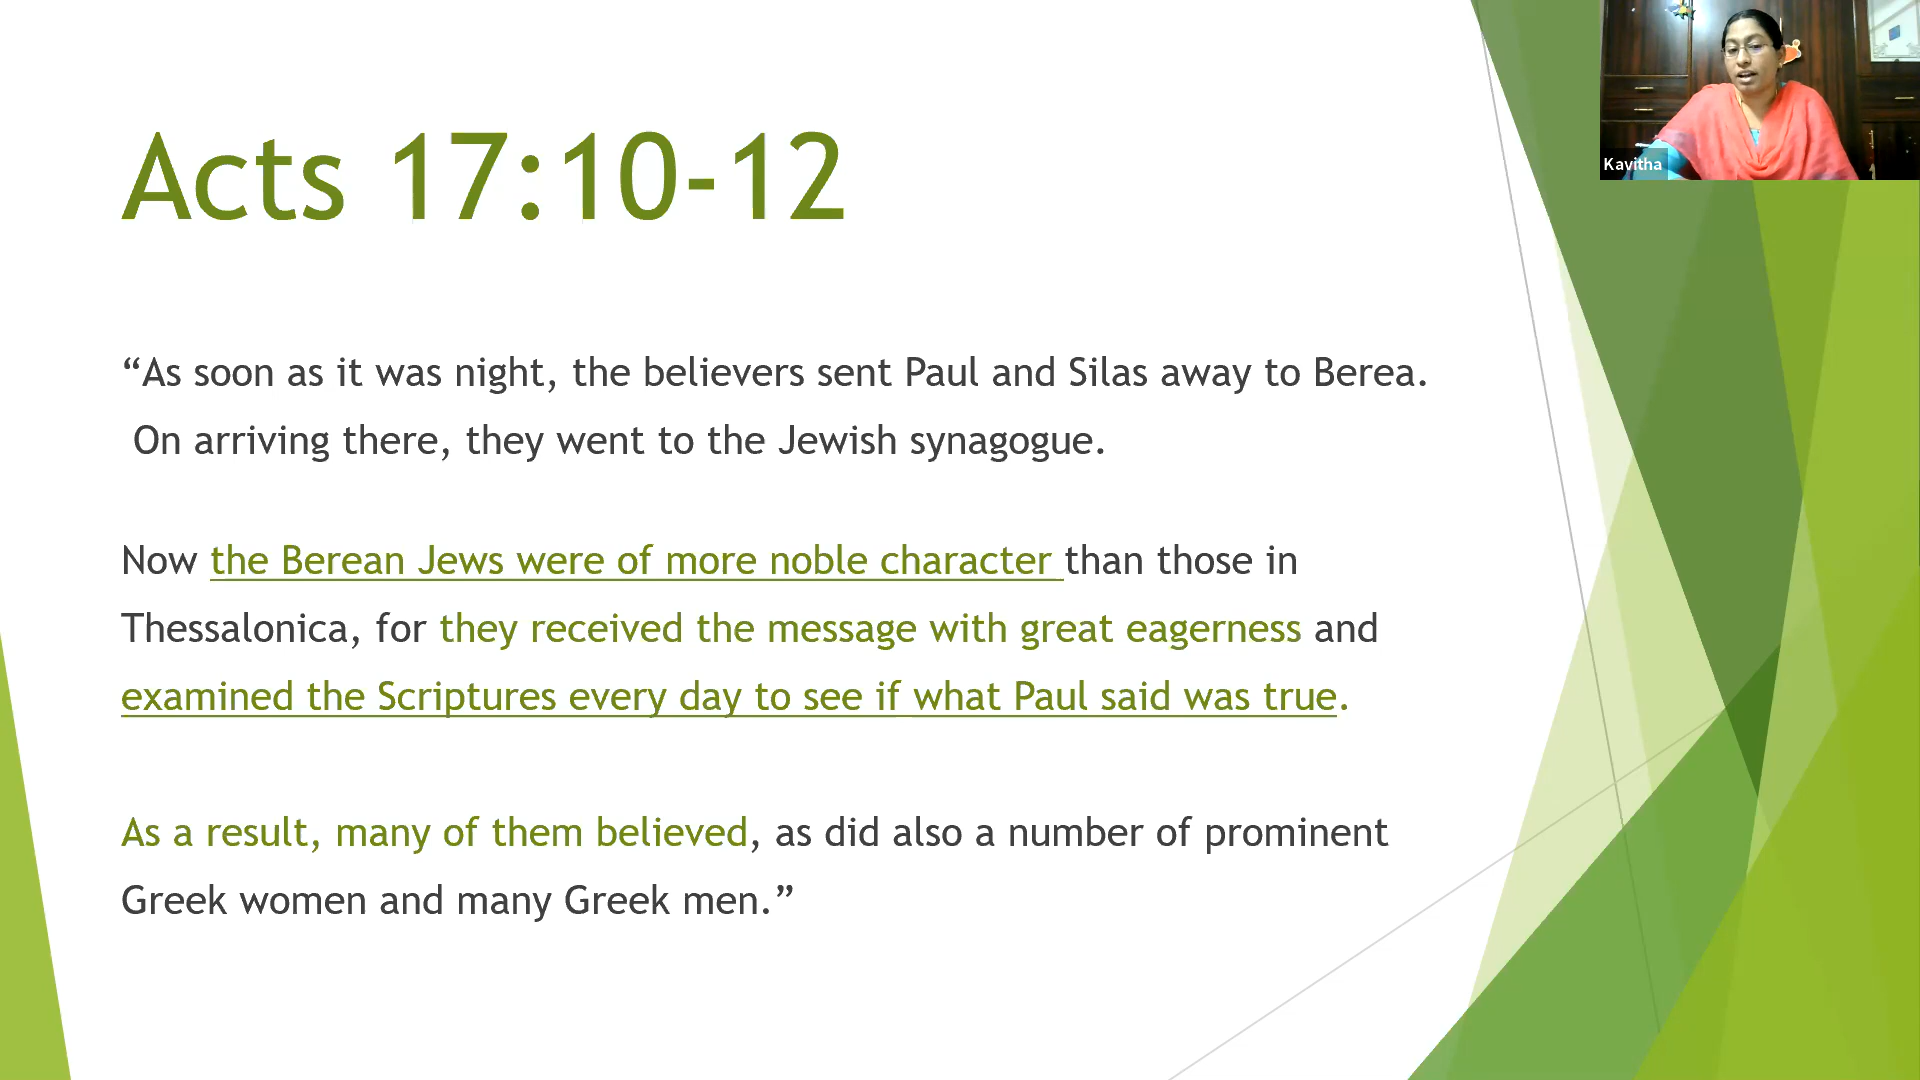 Acts 17:10-12
Kavitha
“As soon as it was night, the believers sent Paul and Silas away to Berea.
On arriving there, they went to the Jewish synagogue.
Now the Berean Jews were of more noble character than those in
Thessalonica, for they received the message with great eagerness and
examined the Scriptures every day to see if what Paul said was true.
As a result, many of them believed, as did also a number of prominent
Greek women and many Greek men.”